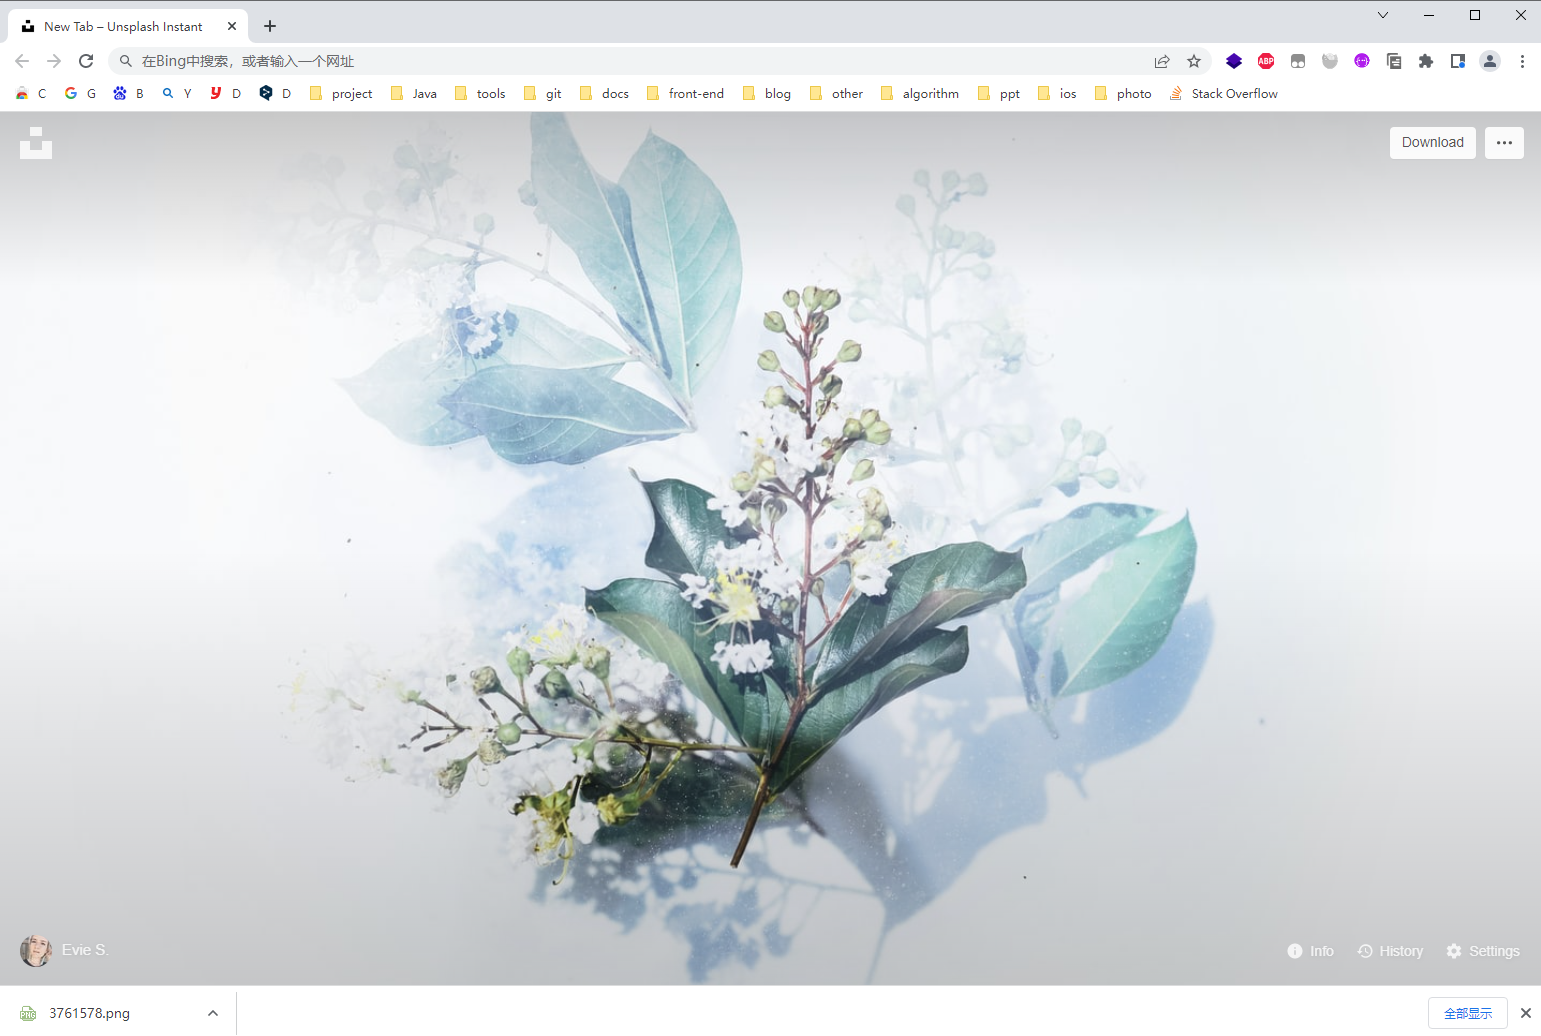 New Tab – Unsplash Instant
在Bing中搜索，或者输入一个网址
ABP
C G B Y D D project Java tools git docs front-end blog other algorithm ppt ios photo Stack Overflow
Download
Evie S.
Info History Settings
3761578.png
全部显示